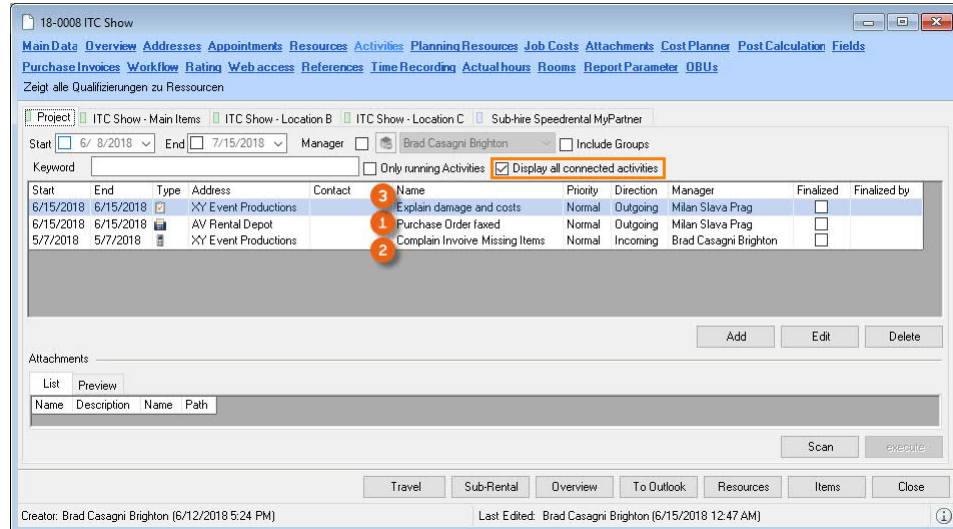 18-0008 ITC Show
Main Data Overview Addresses Appointments Resources Activities Planning Resources Job Costs Attachments Cost Planner Post Calculation Fields
Purchase Invoices Workflow Rating Web access References Time Recording Actual hours Rooms Report Parameter OBUs
Zeigt alle Qualifizierungen zu Ressourcen
Project ITC Show - Main Items ITC Show - Location B ITC Show - Location C Sub-hire Speedrental MyPartner
Start 6/ 8/2018 End 7/15/2018 Manager Brad Casagni Brighton Include Groups
Keyword Only running Activities Display all connected activities
Start End Type Address Contact Name Priority Direction Manager Finalized Finalized by
6/15/2018 6/15/2018 XY Event Productions 3 Explain damage and costs Normal Outgoing Milan Slava Prag
6/15/2018 6/15/2018 AV Rental Depot 1 Purchase Order faxed Normal Outgoing Milan Slava Prag
5/7/2018 5/7/2018 XY Event Productions 2 Complain Invoive Missing Items Normal Incoming Brad Casagni Brighton
Add Edit Delete
Attachments
List Preview
Name Description Name Path
Scan execute
Travel Sub-Rental Overview To Outlook Resources Items Close
Creator: Brad Casagni Brighton (6/12/2018 5:24 PM) Last Edited: Brad Casagni Brighton (6/15/2018 12:47 AM)